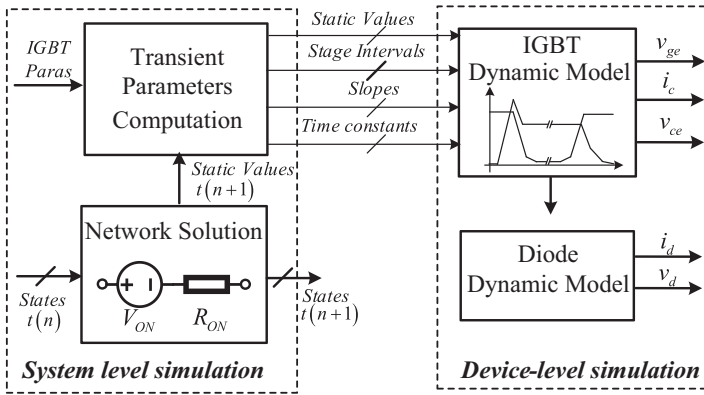 IGBT
Paras
Transient
Parameters
Computation
Static Values
Stage Intervals
Slopes
Time constants
IGBT
Dynamic Model
v_ge
i_c
v_ce
Static Values
t(n+1)
Network Solution
+ −
V_ON
R_ON
States
t(n)
States
t(n+1)
Diode
Dynamic Model
i_d
v_d
System level simulation
Device-level simulation